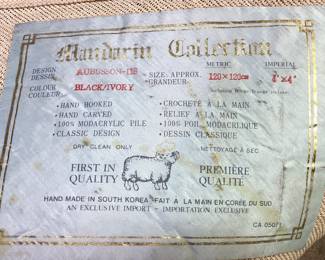 Mandarin Collection
METRIC IMPERIAL
DESIGN DESSIN AUBUSSON-118 SIZE: APPROX. GRANDEUR 120×120cm 4'×4'
COLOUR COULEUR BLACK/IVORY
• HAND HOOKED • CROCHETÉ A LA MAIN
• HAND CARVED • RELIEF A LA MAIN
• 100% MODACRYLIC PILE • 100% POIL MODACRILIQUE
• CLASSIC DESIGN • DESSIN CLASSIQUE
DRY CLEAN ONLY NETTOYAGE À SEC
FIRST IN QUALITY PREMIÈRE QUALITÉ
HAND MADE IN SOUTH KOREA - FAIT A LA MAIN EN CORÉE DU SUD
AN EXCLUSIVE IMPORT - IMPORTATION EXCLUSIVE
CA 05071